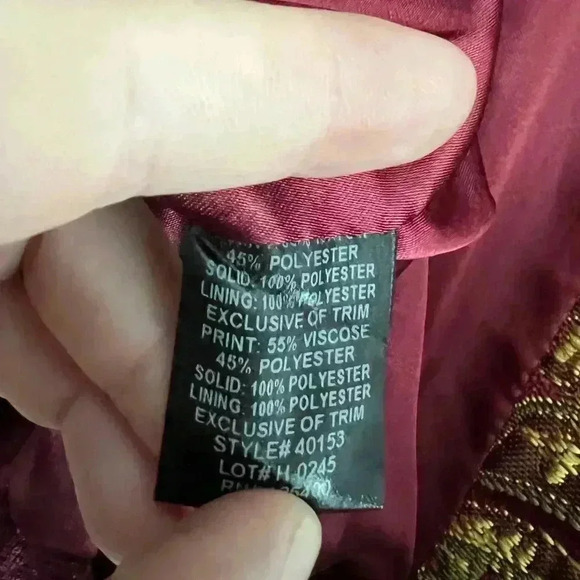 45% POLYESTER
SOLID: 100% POLYESTER
LINING: 100% POLYESTER
EXCLUSIVE OF TRIM
PRINT: 55% VISCOSE
45% POLYESTER
SOLID: 100% POLYESTER
LINING: 100% POLYESTER
EXCLUSIVE OF TRIM
STYLE# 40153
LOT# H 0245